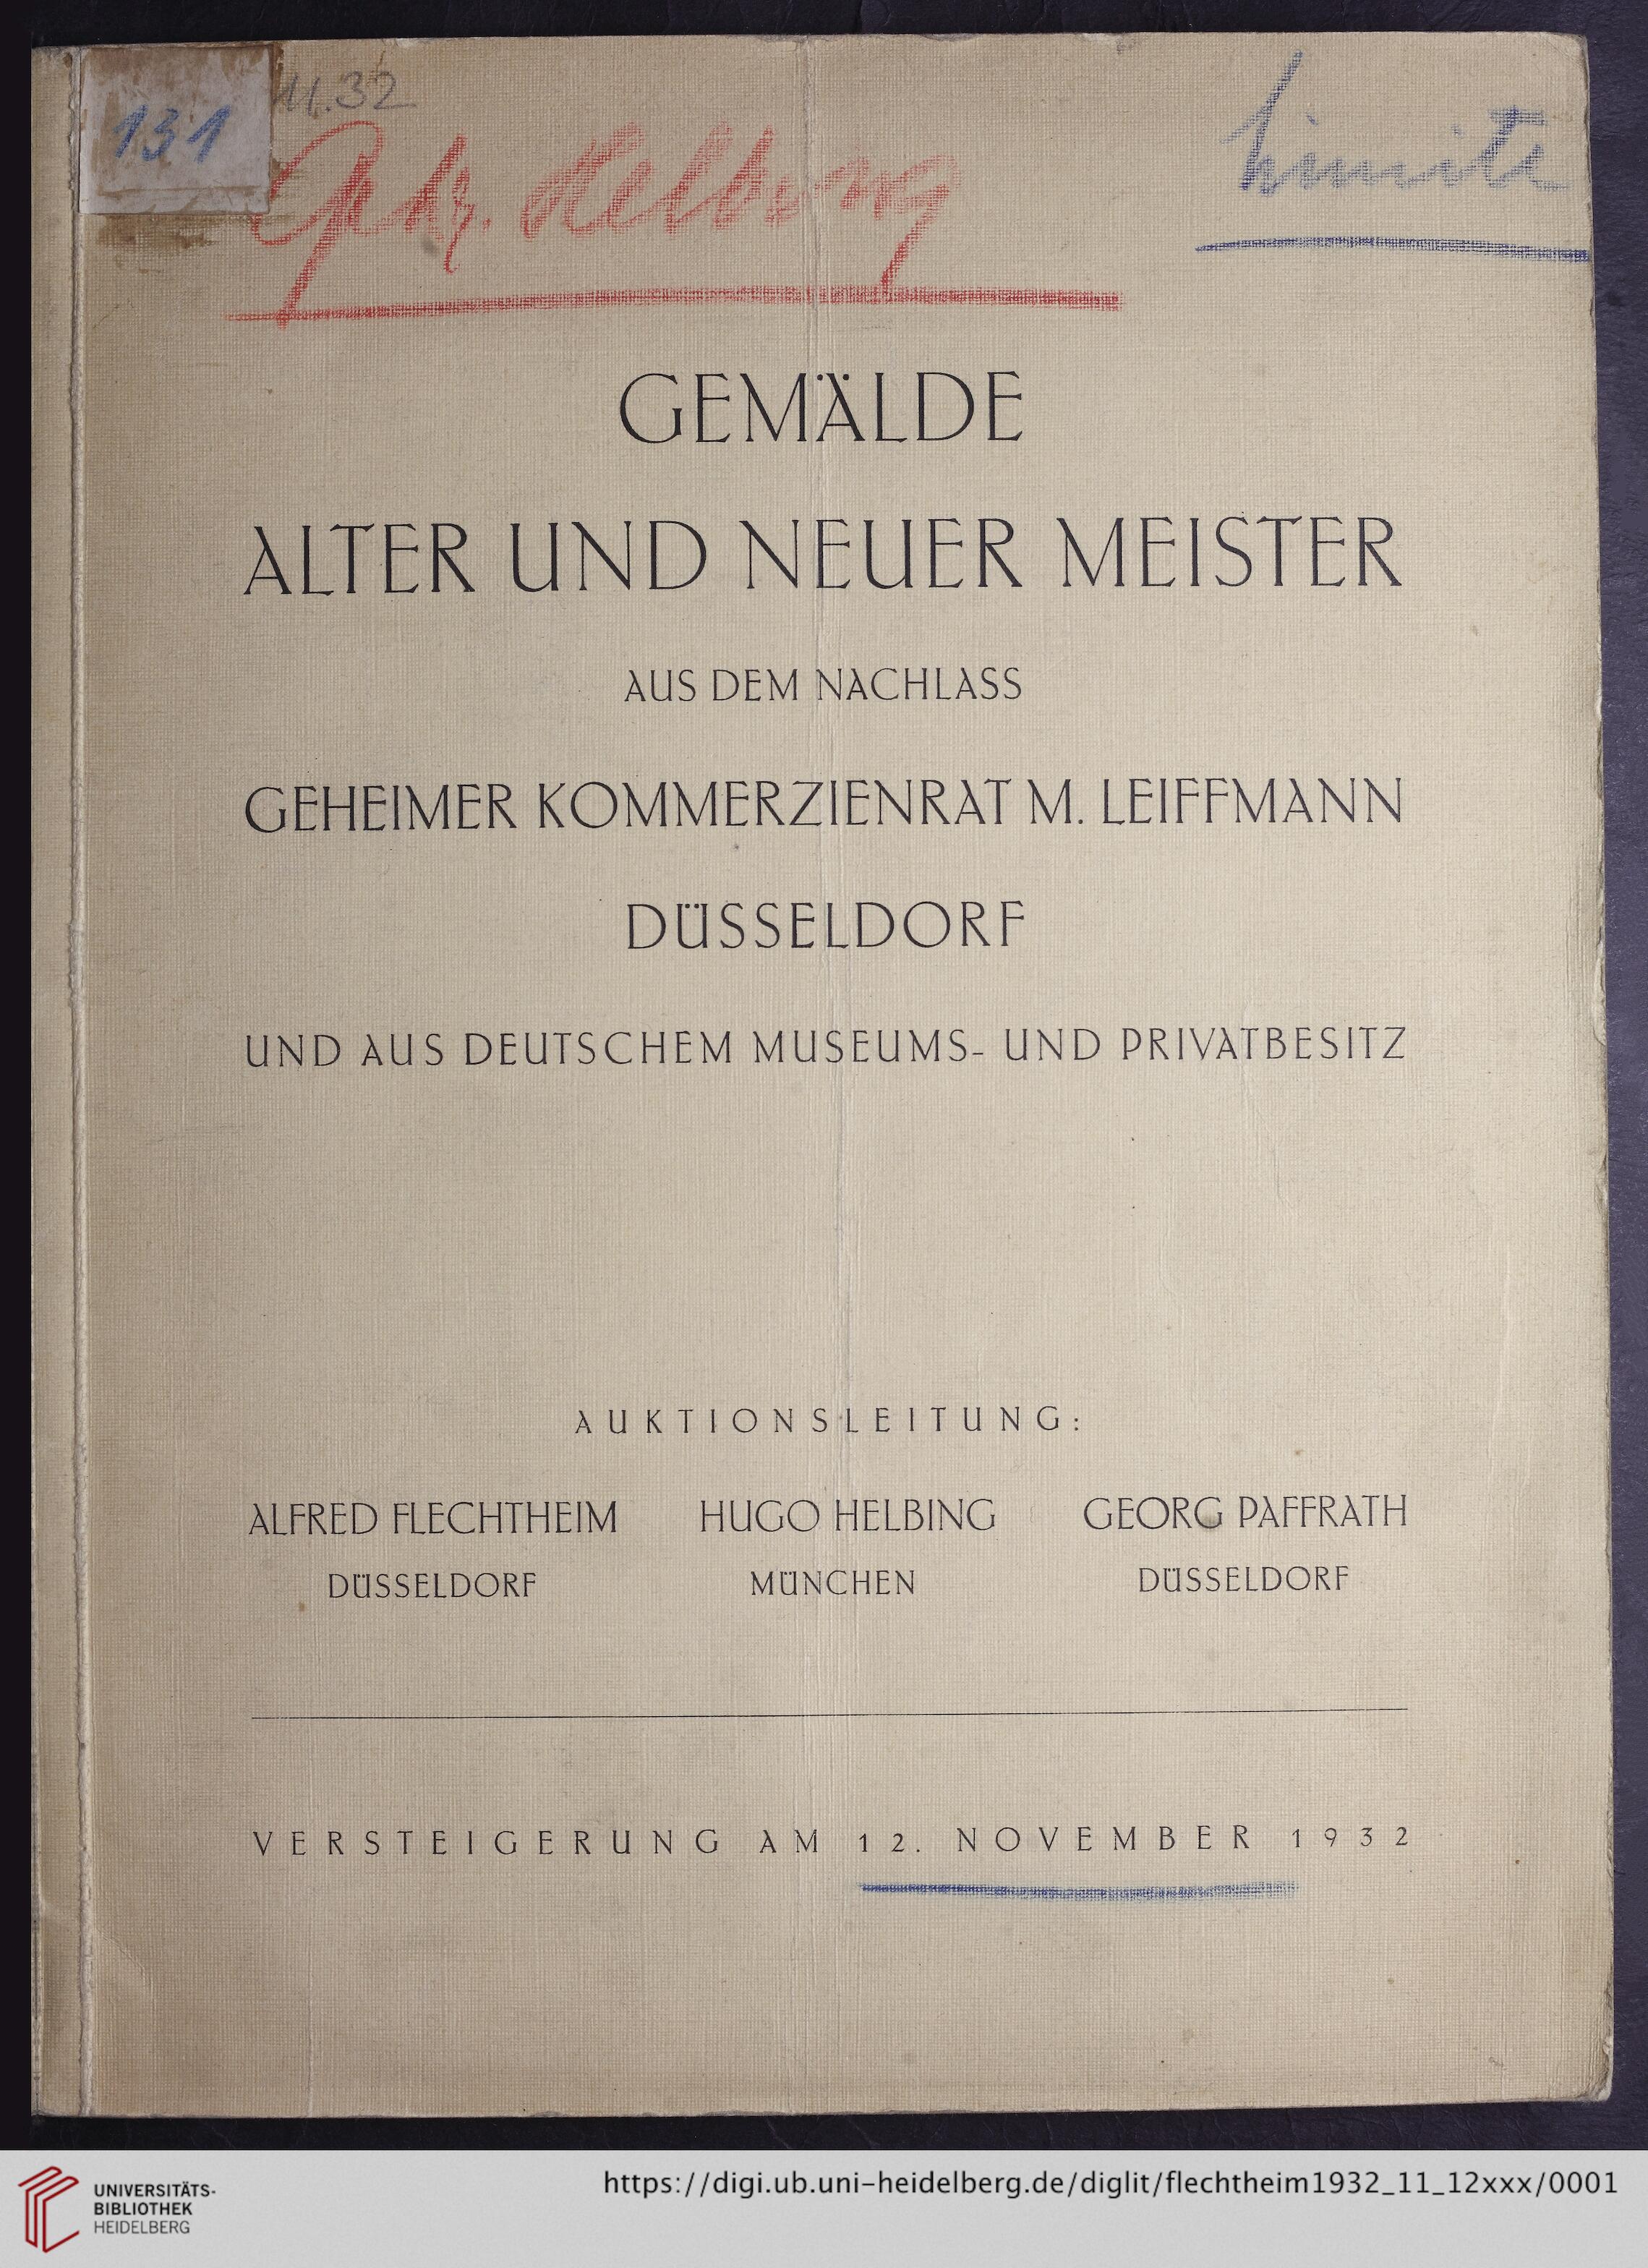 131
11.32
Helbing
Limite
GEMÄLDE
ALTER UND NEUER MEISTER
AUS DEM NACHLASS
GEHEIMER KOMMERZIENRAT M. LEIFFMANN
DÜSSELDORF
UND AUS DEUTSCHEM MUSEUMS- UND PRIVATBESITZ
AUKTIONSLEITUNG:
ALFRED FLECHTHEIM HUGO HELBING GEORG PAFFRATH
DÜSSELDORF MÜNCHEN DÜSSELDORF
VERSTEIGERUNG AM 12. NOVEMBER 1932
UNIVERSITÄTS-
BIBLIOTHEK
HEIDELBERG
https://digi.ub.uni-heidelberg.de/diglit/flechtheim1932_11_12xxx/0001